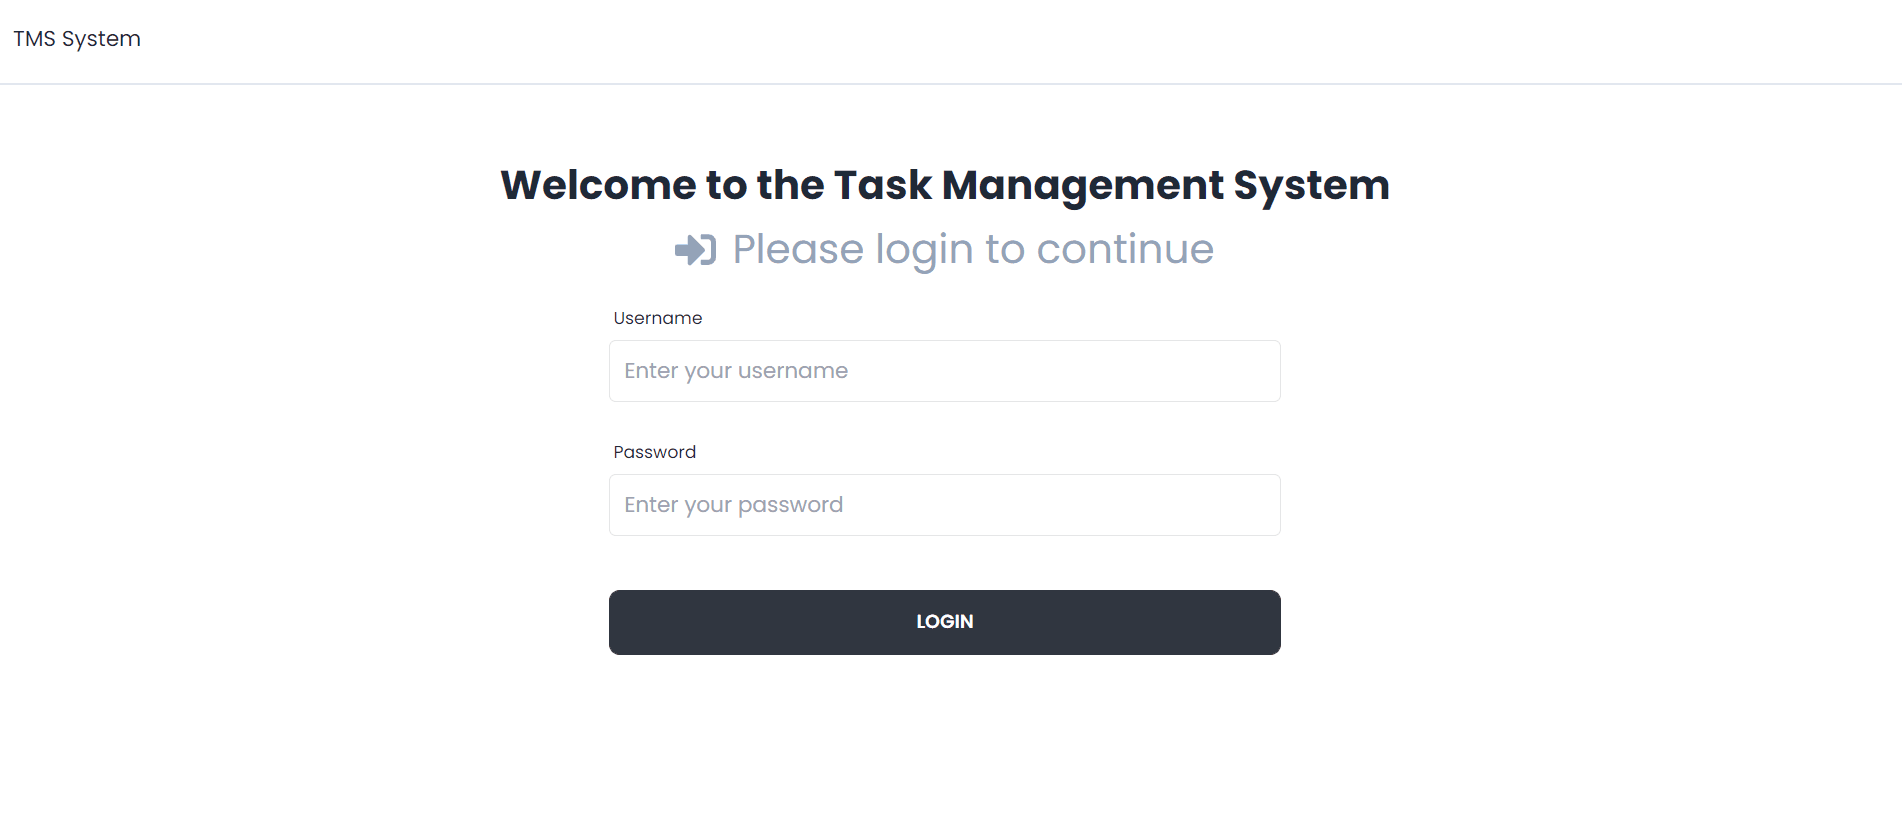 TMS System
Welcome to the Task Management System
Please login to continue
Username
Enter your username
Password
Enter your password
LOGIN